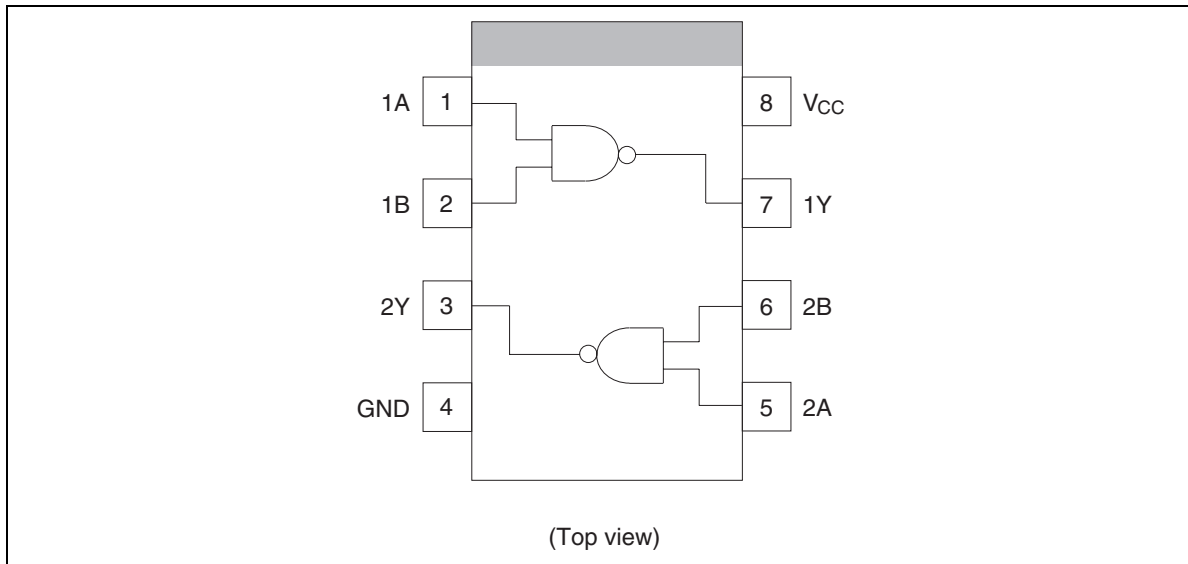 1A 1 8 VCC
1B 2 7 1Y
2Y 3 6 2B
GND 4 5 2A
(Top view)